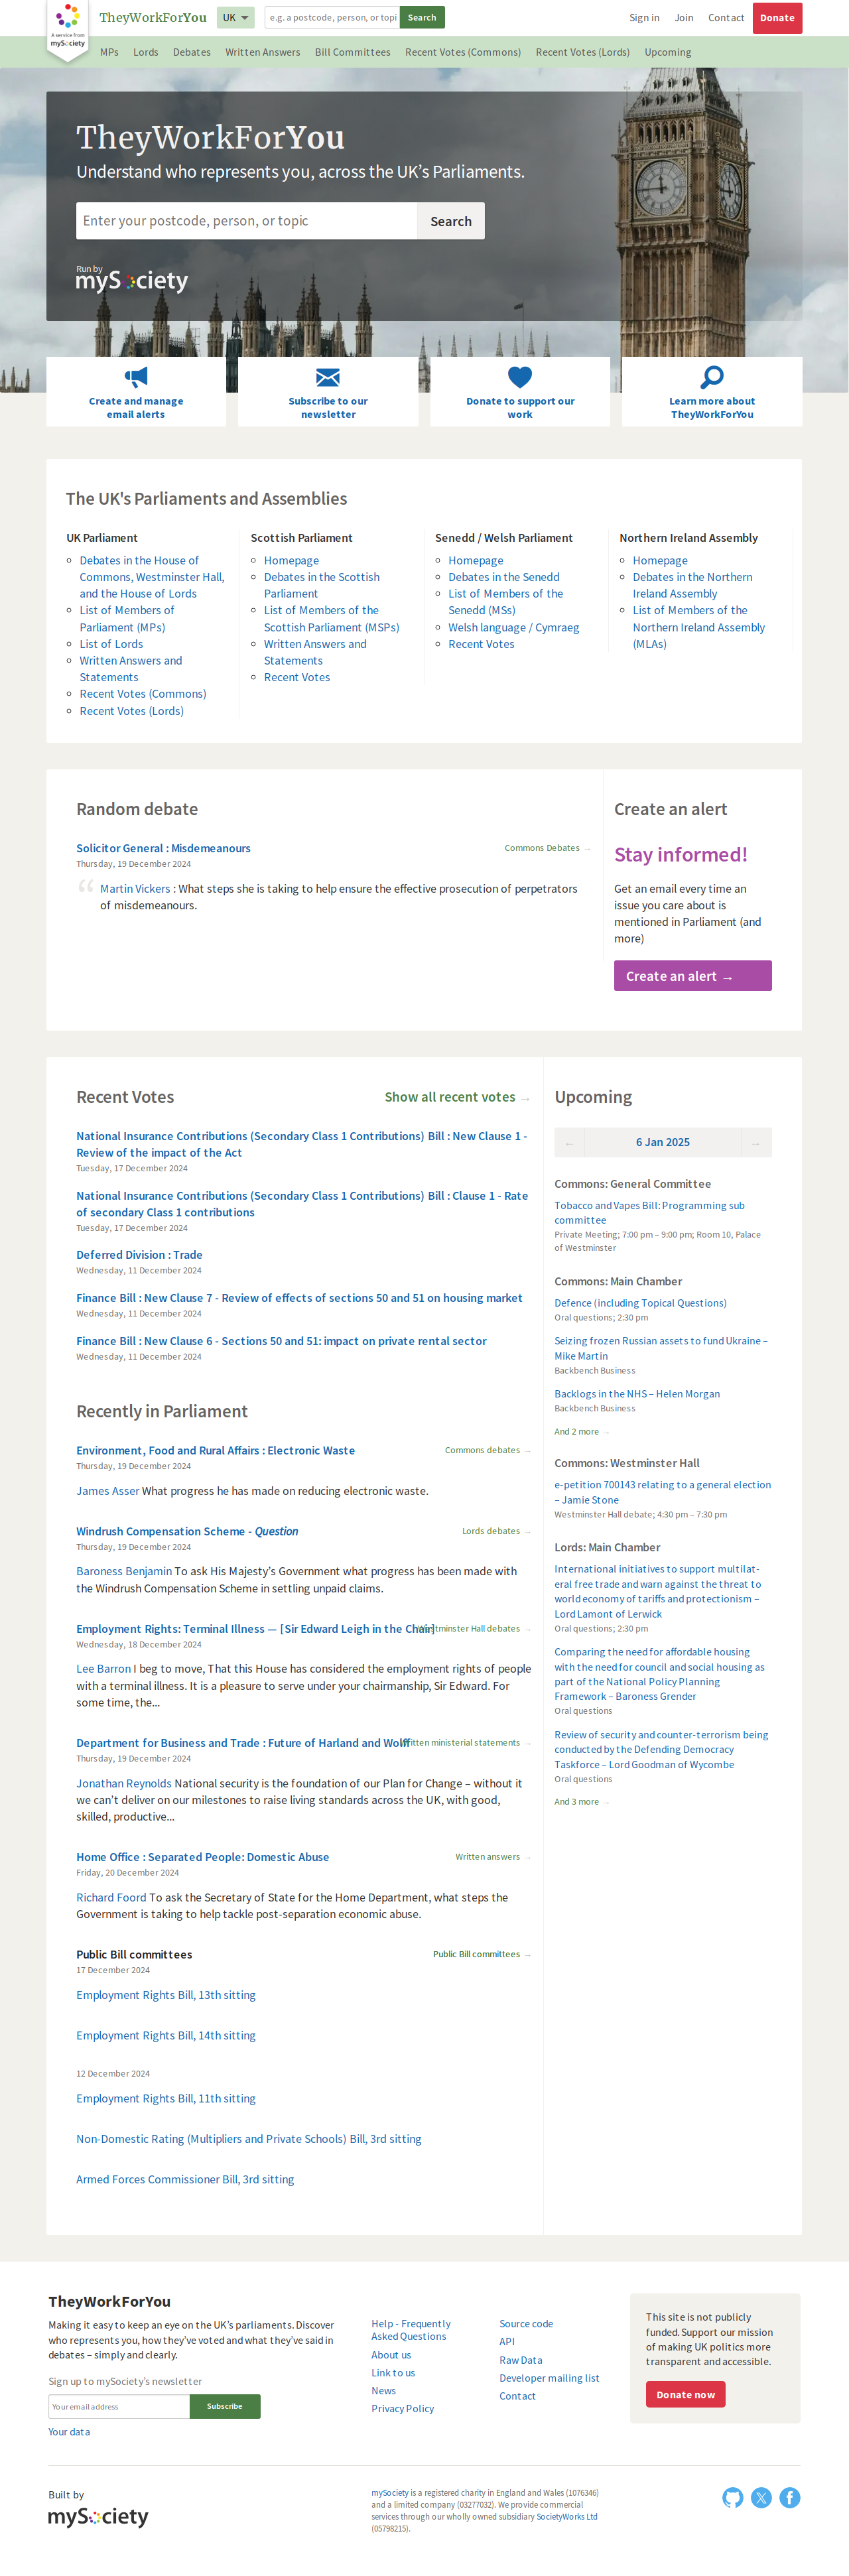 A service from
mySociety
TheyWorkForYou
UK
e.g. a postcode, person, or topi
Search
Sign in
Join
Contact
Donate
MPs
Lords
Debates
Written Answers
Bill Committees
Recent Votes (Commons)
Recent Votes (Lords)
Upcoming
TheyWorkForYou
Understand who represents you, across the UK’s Parliaments.
Enter your postcode, person, or topic
Search
Run by
mySociety
Create and manage
email alerts
Subscribe to our
newsletter
Donate to support our
work
Learn more about
TheyWorkForYou
The UK's Parliaments and Assemblies
UK Parliament
Debates in the House of
Commons, Westminster Hall,
and the House of Lords
List of Members of
Parliament (MPs)
List of Lords
Written Answers and
Statements
Recent Votes (Commons)
Recent Votes (Lords)
Scottish Parliament
Homepage
Debates in the Scottish
Parliament
List of Members of the
Scottish Parliament (MSPs)
Written Answers and
Statements
Recent Votes
Senedd / Welsh Parliament
Homepage
Debates in the Senedd
List of Members of the
Senedd (MSs)
Welsh language / Cymraeg
Recent Votes
Northern Ireland Assembly
Homepage
Debates in the Northern
Ireland Assembly
List of Members of the
Northern Ireland Assembly
(MLAs)
Random debate
Solicitor General : Misdemeanours
Commons Debates →
Thursday, 19 December 2024
“ Martin Vickers : What steps she is taking to help ensure the effective prosecution of perpetrators
of misdemeanours.
Create an alert
Stay informed!
Get an email every time an
issue you care about is
mentioned in Parliament (and
more)
Create an alert →
Recent Votes
Show all recent votes →
National Insurance Contributions (Secondary Class 1 Contributions) Bill : New Clause 1 -
Review of the impact of the Act
Tuesday, 17 December 2024
National Insurance Contributions (Secondary Class 1 Contributions) Bill : Clause 1 - Rate
of secondary Class 1 contributions
Tuesday, 17 December 2024
Deferred Division : Trade
Wednesday, 11 December 2024
Finance Bill : New Clause 7 - Review of effects of sections 50 and 51 on housing market
Wednesday, 11 December 2024
Finance Bill : New Clause 6 - Sections 50 and 51: impact on private rental sector
Wednesday, 11 December 2024
Recently in Parliament
Environment, Food and Rural Affairs : Electronic Waste
Commons debates →
Thursday, 19 December 2024
James Asser What progress he has made on reducing electronic waste.
Windrush Compensation Scheme - Question
Lords debates →
Thursday, 19 December 2024
Baroness Benjamin To ask His Majesty’s Government what progress has been made with
the Windrush Compensation Scheme in settling unpaid claims.
Employment Rights: Terminal Illness — [Sir Edward Leigh in the Chair]
Westminster Hall debates →
Wednesday, 18 December 2024
Lee Barron I beg to move, That this House has considered the employment rights of people
with a terminal illness. It is a pleasure to serve under your chairmanship, Sir Edward. For
some time, the...
Department for Business and Trade : Future of Harland and Wolff
Written ministerial statements →
Thursday, 19 December 2024
Jonathan Reynolds National security is the foundation of our Plan for Change – without it
we can’t deliver on our milestones to raise living standards across the UK, with good,
skilled, productive...
Home Office : Separated People: Domestic Abuse
Written answers →
Friday, 20 December 2024
Richard Foord To ask the Secretary of State for the Home Department, what steps the
Government is taking to help tackle post-separation economic abuse.
Public Bill committees
Public Bill committees →
17 December 2024
Employment Rights Bill, 13th sitting
Employment Rights Bill, 14th sitting
12 December 2024
Employment Rights Bill, 11th sitting
Non-Domestic Rating (Multipliers and Private Schools) Bill, 3rd sitting
Armed Forces Commissioner Bill, 3rd sitting
Upcoming
← 6 Jan 2025 →
Commons: General Committee
Tobacco and Vapes Bill: Programming sub
committee
Private Meeting; 7:00 pm – 9:00 pm; Room 10, Palace
of Westminster
Commons: Main Chamber
Defence (including Topical Questions)
Oral questions; 2:30 pm
Seizing frozen Russian assets to fund Ukraine –
Mike Martin
Backbench Business
Backlogs in the NHS – Helen Morgan
Backbench Business
And 2 more →
Commons: Westminster Hall
e-petition 700143 relating to a general election
– Jamie Stone
Westminster Hall debate; 4:30 pm – 7:30 pm
Lords: Main Chamber
International initiatives to support multilat-
eral free trade and warn against the threat to
world economy of tariffs and protectionism –
Lord Lamont of Lerwick
Oral questions; 2:30 pm
Comparing the need for affordable housing
with the need for council and social housing as
part of the National Policy Planning
Framework – Baroness Grender
Oral questions
Review of security and counter-terrorism being
conducted by the Defending Democracy
Taskforce – Lord Goodman of Wycombe
Oral questions
And 3 more →
TheyWorkForYou
Making it easy to keep an eye on the UK’s parliaments. Discover
who represents you, how they’ve voted and what they’ve said in
debates – simply and clearly.
Sign up to mySociety’s newsletter
Your email address
Subscribe
Your data
Help - Frequently
Asked Questions
About us
Link to us
News
Privacy Policy
Source code
API
Raw Data
Developer mailing list
Contact
This site is not publicly
funded. Support our mission
of making UK politics more
transparent and accessible.
Donate now
Built by
mySociety
mySociety is a registered charity in England and Wales (1076346)
and a limited company (03277032). We provide commercial
services through our wholly owned subsidiary SocietyWorks Ltd
(05798215).